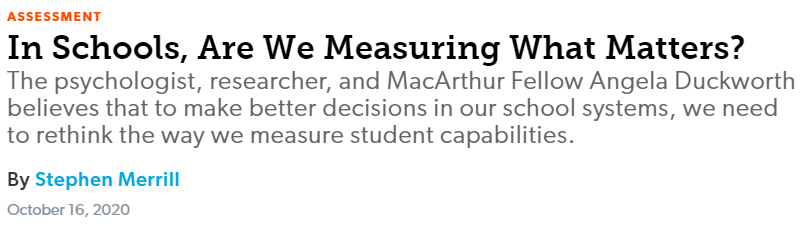 ASSESSMENT
In Schools, Are We Measuring What Matters?
The psychologist, researcher, and MacArthur Fellow Angela Duckworth
believes that to make better decisions in our school systems, we need
to rethink the way we measure student capabilities.
By Stephen Merrill
October 16, 2020